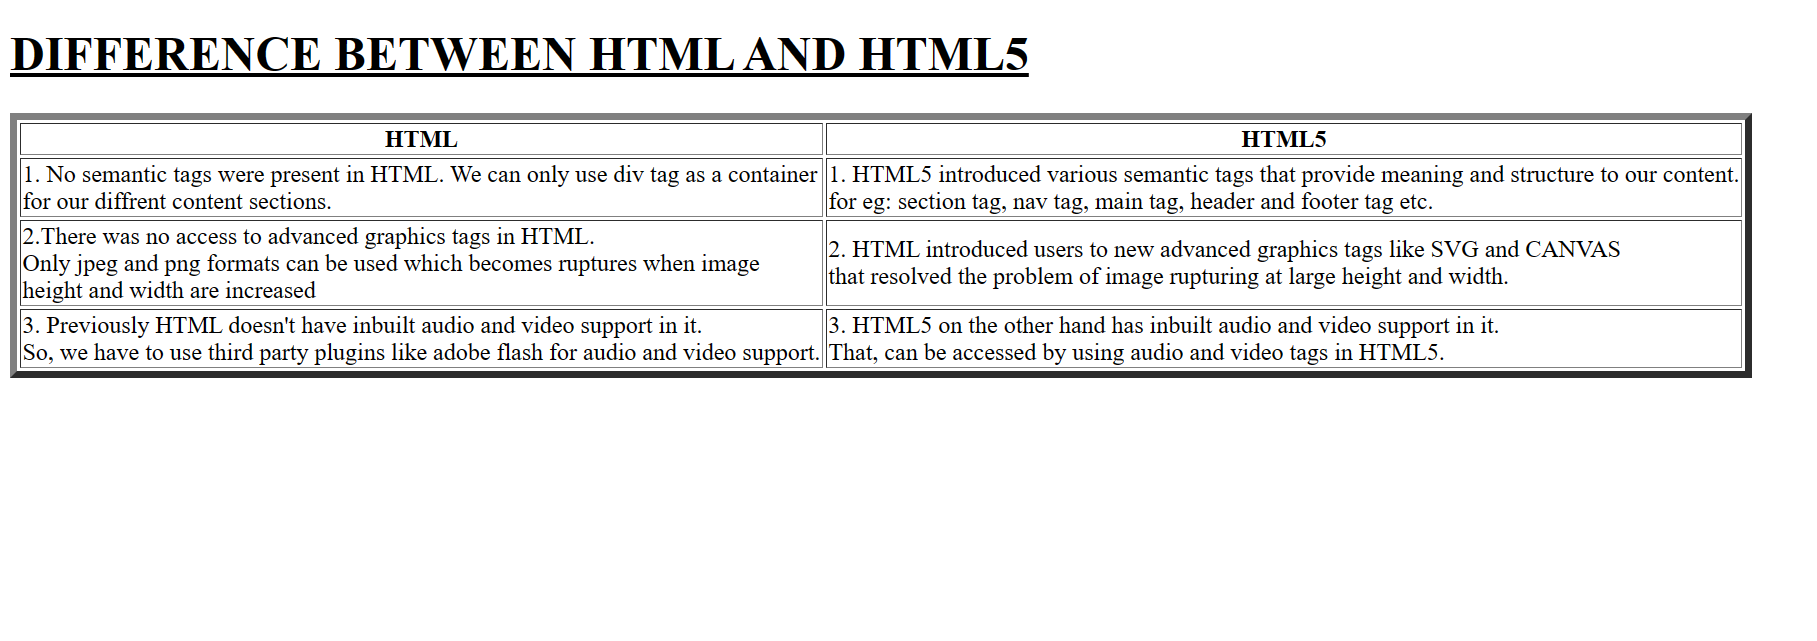 DIFFERENCE BETWEEN HTML AND HTML5
HTML
HTML5
1. No semantic tags were present in HTML. We can only use div tag as a container
for our diffrent content sections.
1. HTML5 introduced various semantic tags that provide meaning and structure to our content.
for eg: section tag, nav tag, main tag, header and footer tag etc.
2.There was no access to advanced graphics tags in HTML.
Only jpeg and png formats can be used which becomes ruptures when image
height and width are increased
2. HTML introduced users to new advanced graphics tags like SVG and CANVAS
that resolved the problem of image rupturing at large height and width.
3. Previously HTML doesn't have inbuilt audio and video support in it.
So, we have to use third party plugins like adobe flash for audio and video support.
3. HTML5 on the other hand has inbuilt audio and video support in it.
That, can be accessed by using audio and video tags in HTML5.